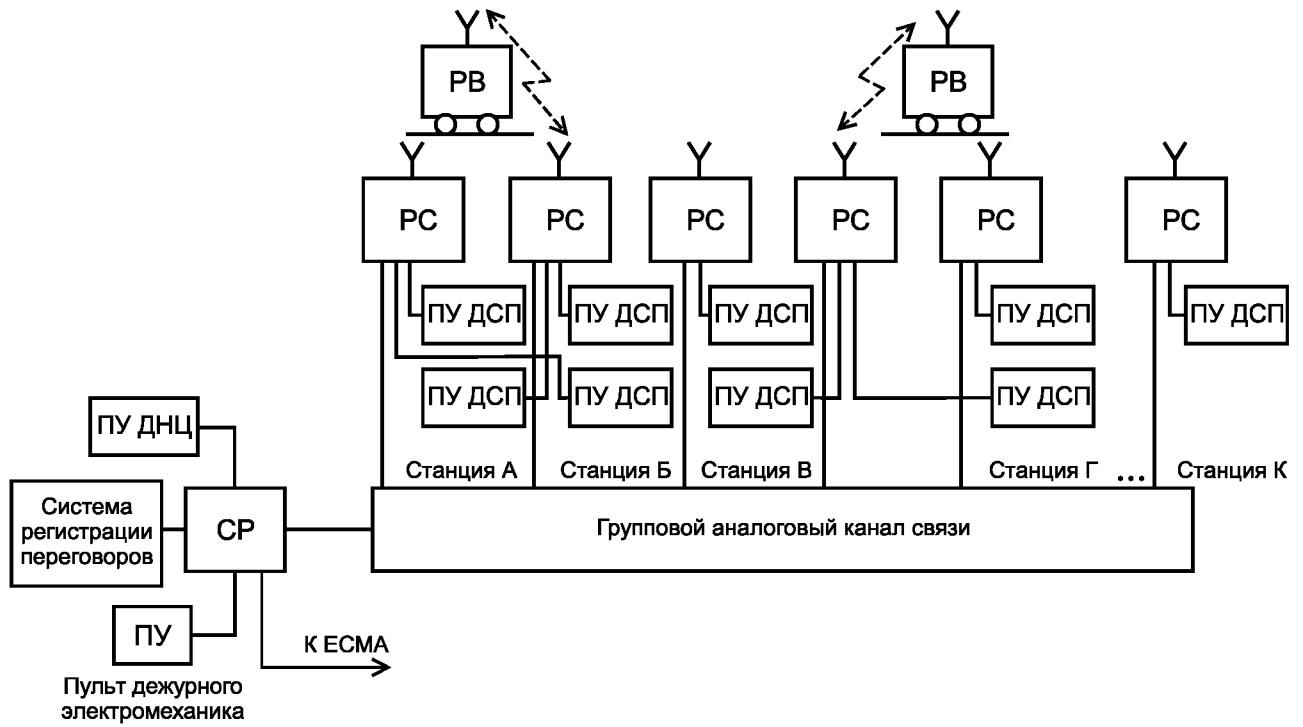 РВ
РВ
РС
РС
РС
РС
РС
РС
ПУ ДСП
ПУ ДСП
ПУ ДСП
ПУ ДСП
ПУ ДСП
ПУ ДСП
ПУ ДСП
ПУ ДСП
ПУ ДСП
ПУ ДНЦ
Станция А
Станция Б
Станция В
Станция Г
...
Станция К
Система
регистрации
переговоров
СР
Групповой аналоговый канал связи
ПУ
К ЕСМА
Пульт дежурного
электромеханика